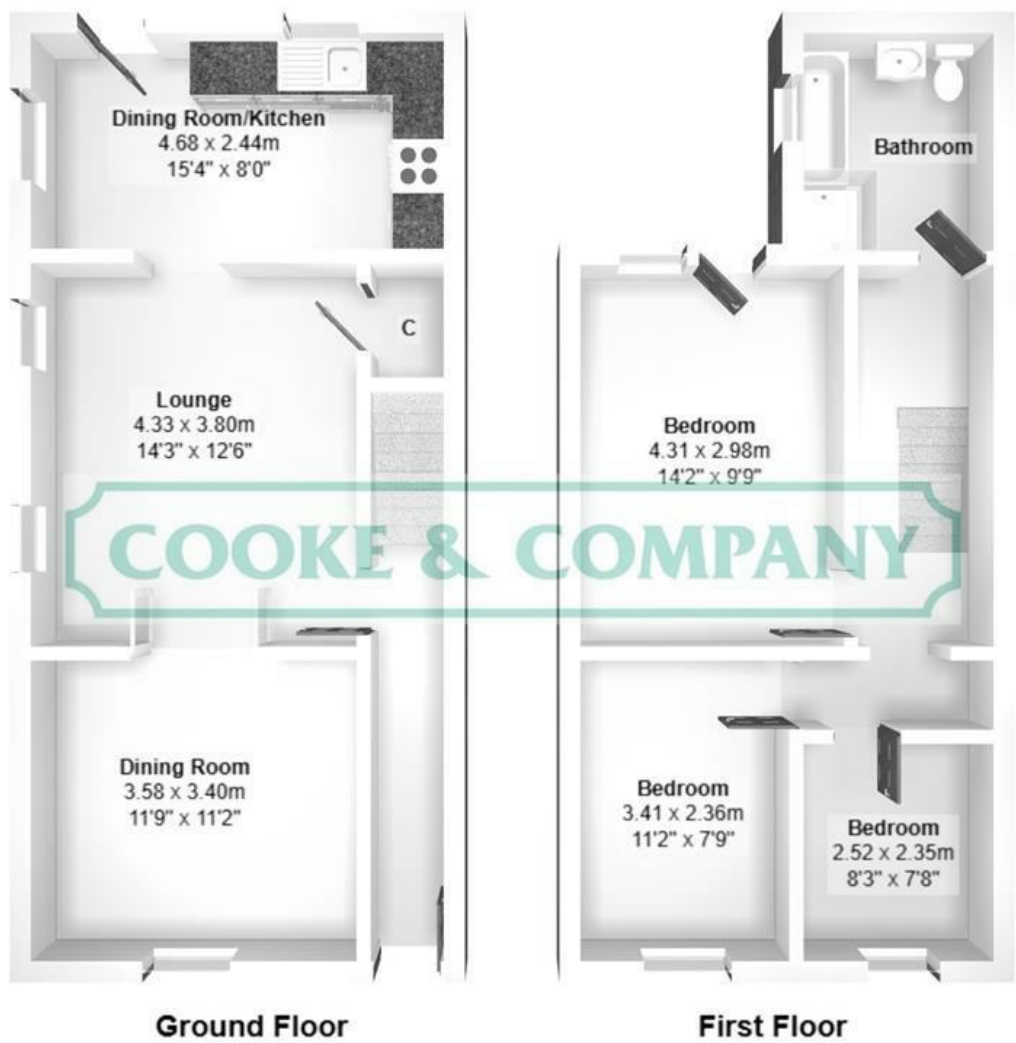 Dining Room/Kitchen
4.68 x 2.44m
15'4" x 8'0"
C
Lounge
4.33 x 3.80m
14'3" x 12'6"
Dining Room
3.58 x 3.40m
11'9" x 11'2"
Ground Floor
Bathroom
Bedroom
4.31 x 2.98m
14'2" x 9'9"
Bedroom
3.41 x 2.36m
11'2" x 7'9"
Bedroom
2.52 x 2.35m
8'3" x 7'8"
First Floor
COOKE & COMPANY